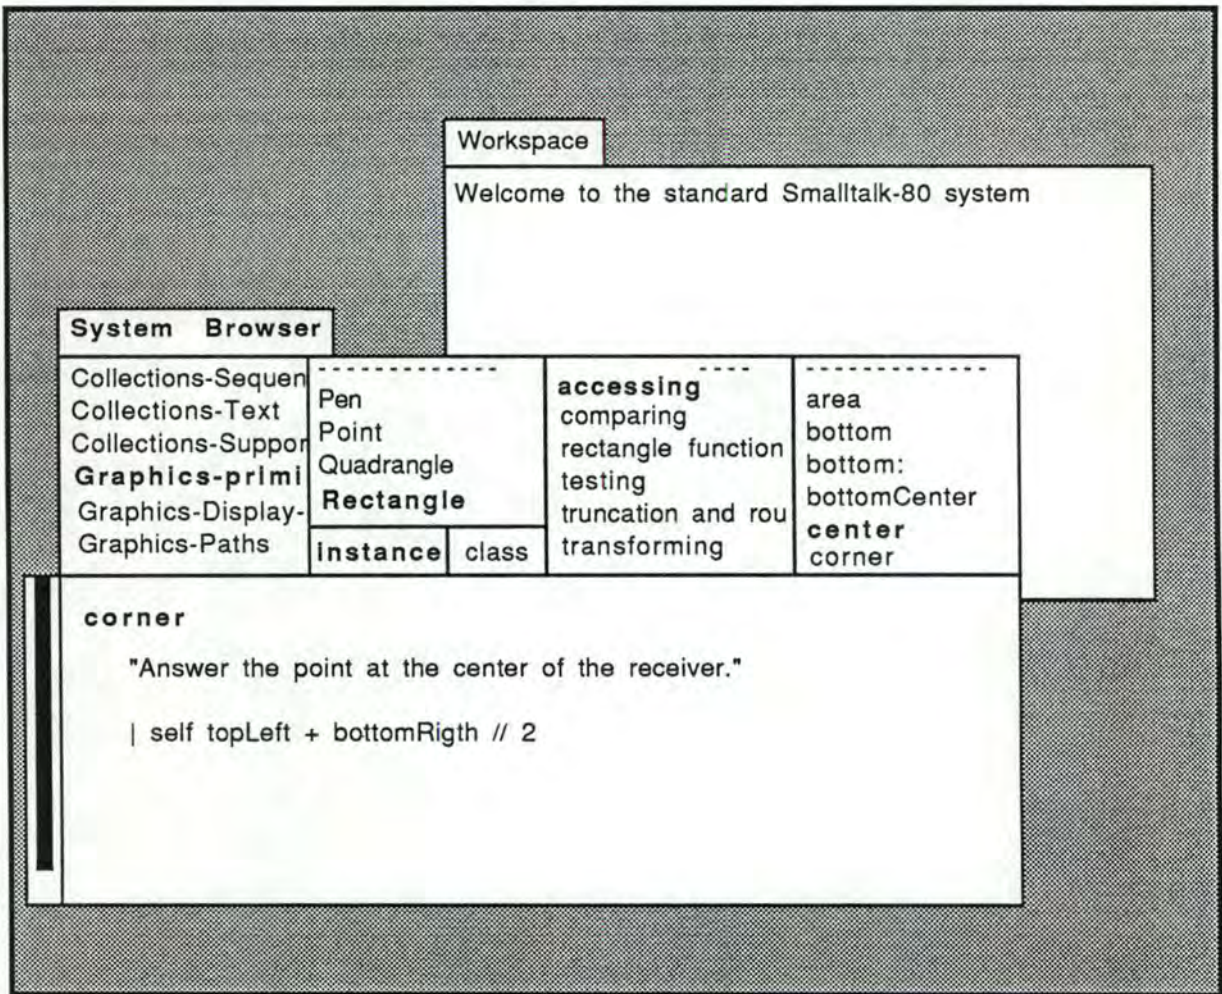 Workspace
Welcome to the standard Smalltalk-80 system
System Browser
Collections-Sequen
Collections-Text
Collections-Suppor
Graphics-primi
Graphics-Display-
Graphics-Paths
- - - - - - - - - - - - -
Pen
Point
Quadrangle
Rectangle
instance
class
- - - -
accessing
comparing
rectangle function
testing
truncation and rou
transforming
- - - - - - - - - - - - -
area
bottom
bottom:
bottomCenter
center
corner
corner
"Answer the point at the center of the receiver."
| self topLeft + bottomRigth // 2